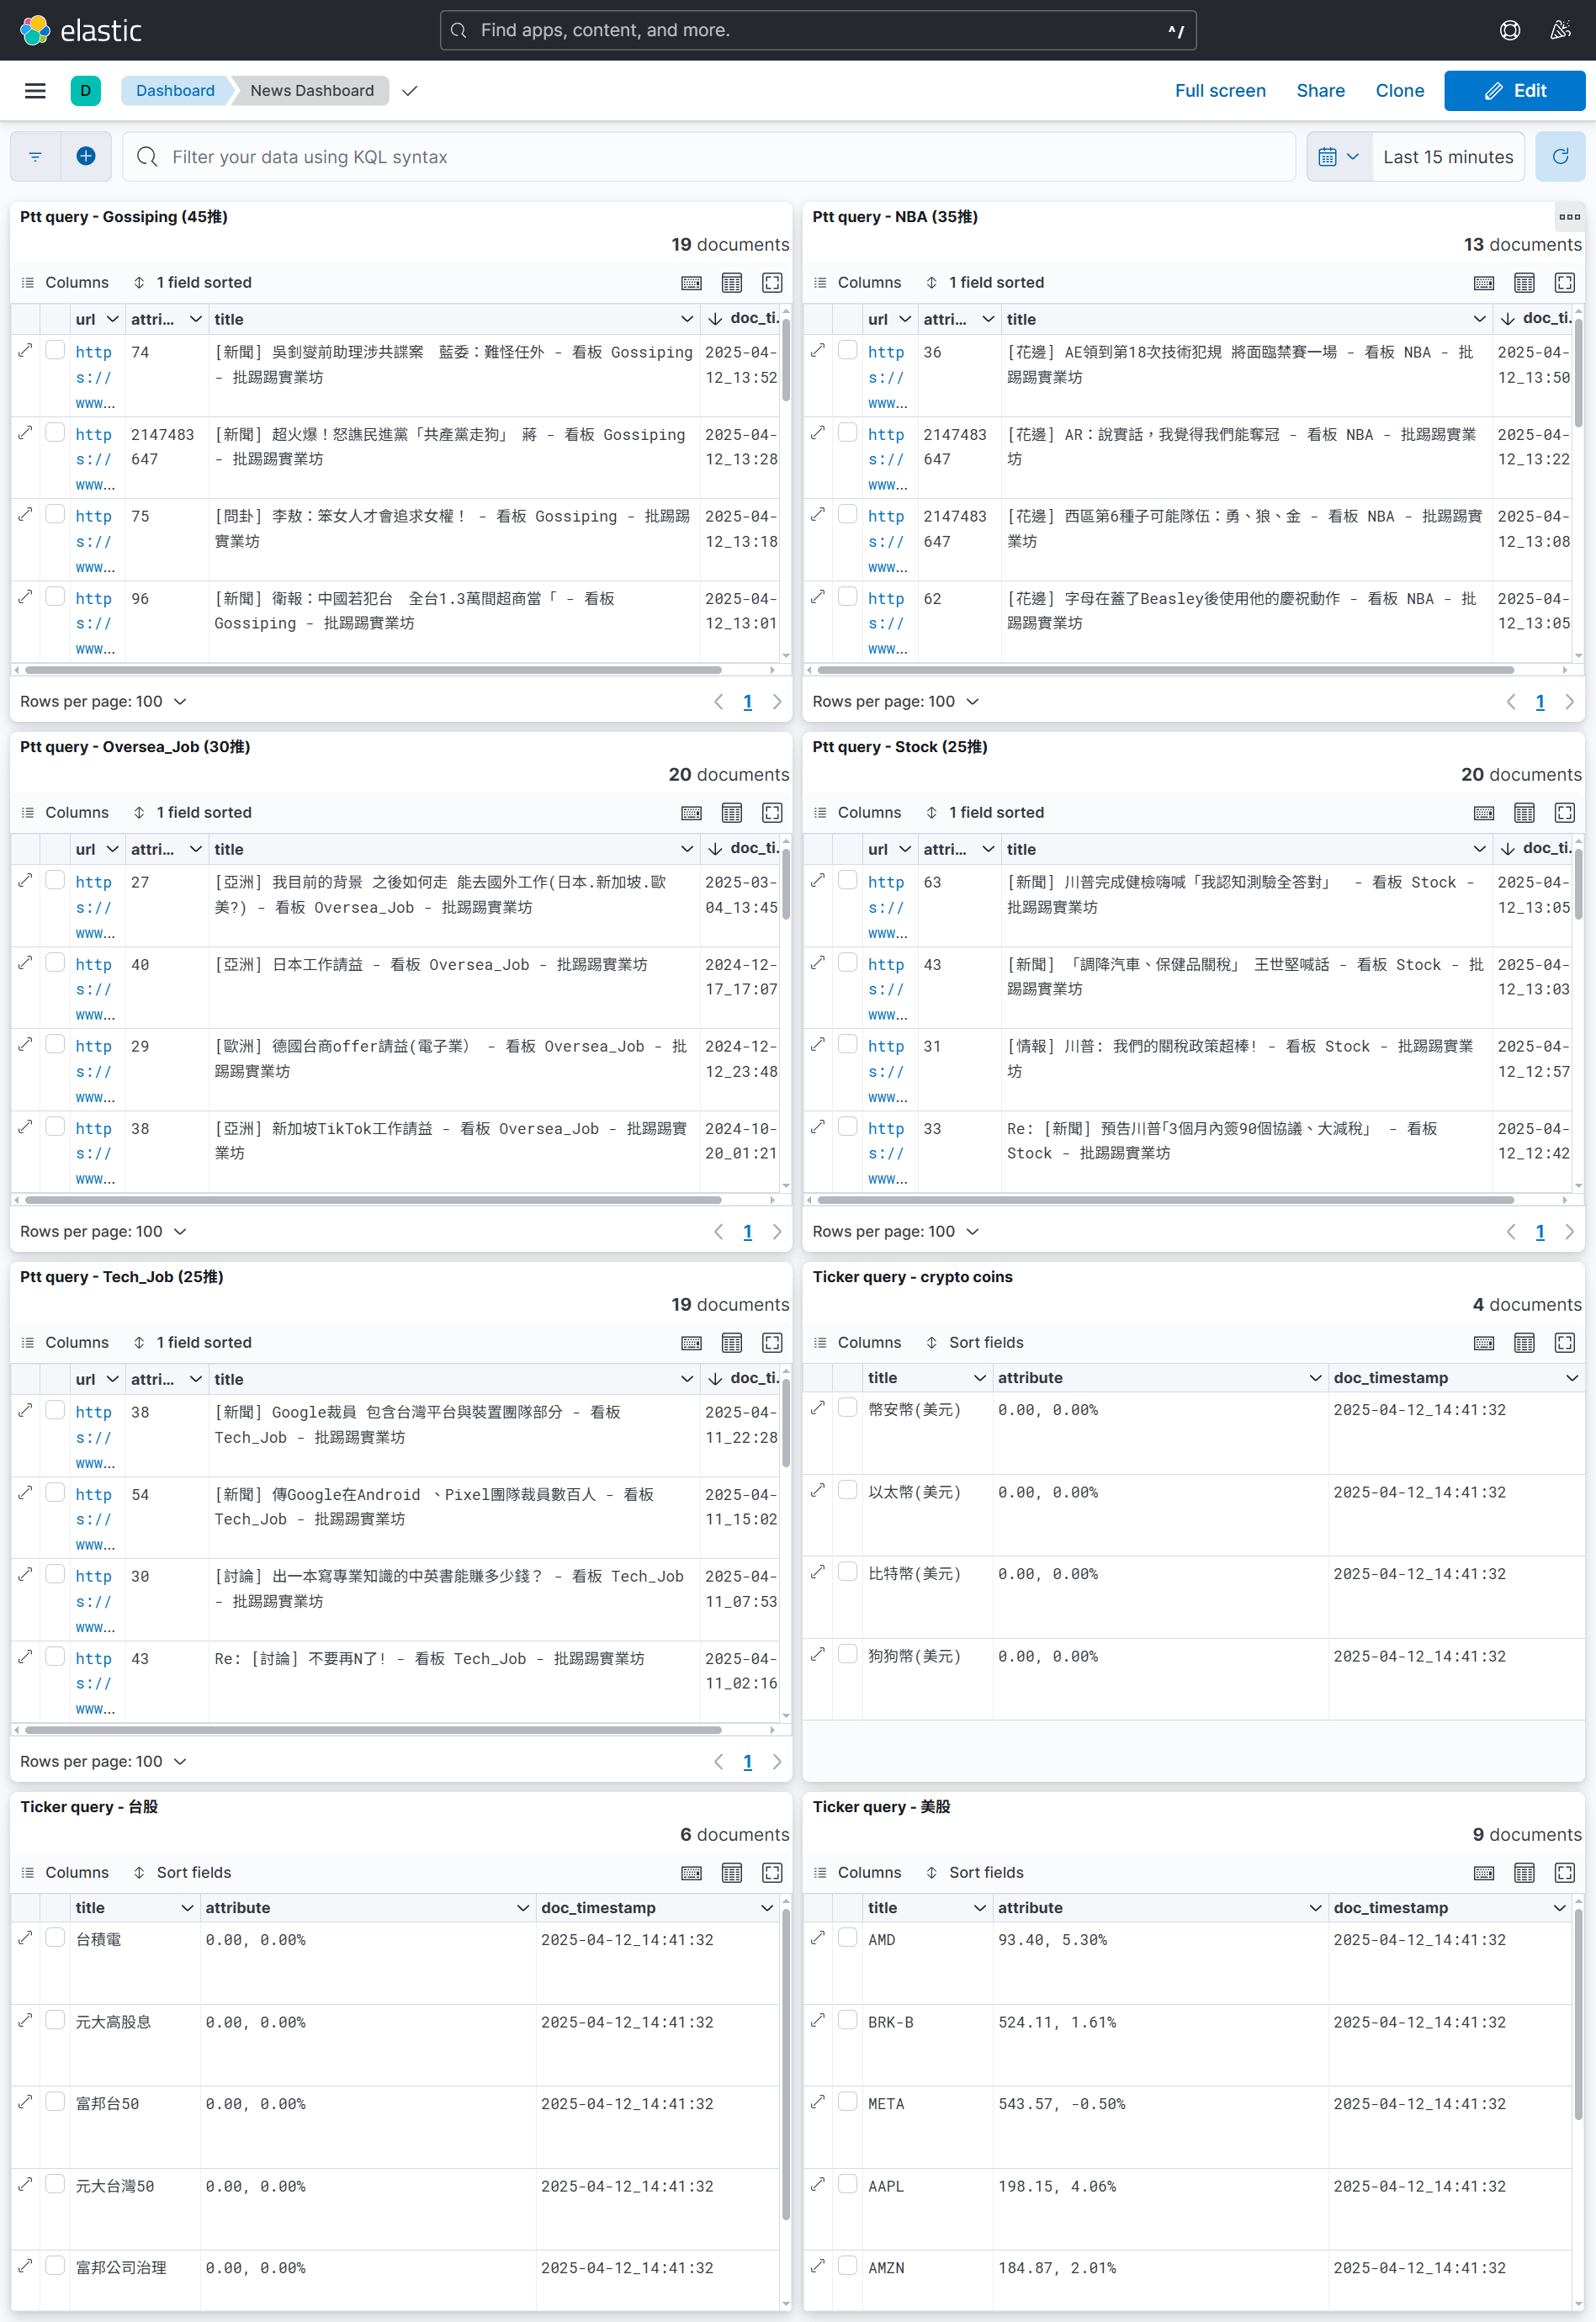 elastic
Find apps, content, and more.
^/
D
Dashboard
News Dashboard
Full screen
Share
Clone
Edit
Filter your data using KQL syntax
Last 15 minutes
Ptt query - Gossiping (45推)
19 documents
Columns
1 field sorted
url
attri...
title
doc_ti.
http
s://
www…
74
[新聞] 吳釗燮前助理涉共諜案　藍委：難怪任外 - 看板 Gossiping
- 批踢踢實業坊
2025-04-
12_13:52
http
s://
www…
2147483
647
[新聞] 超火爆！怒譙民進黨「共產黨走狗」 蔣 - 看板 Gossiping
- 批踢踢實業坊
2025-04-
12_13:28
http
s://
www…
75
[問卦] 李敖：笨女人才會追求女權！ - 看板 Gossiping - 批踢踢
實業坊
2025-04-
12_13:18
http
s://
www…
96
[新聞] 衛報：中國若犯台　全台1.3萬間超商當「 - 看板
Gossiping - 批踢踢實業坊
2025-04-
12_13:01
Rows per page: 100
1
Ptt query - NBA (35推)
13 documents
Columns
1 field sorted
url
attri...
title
doc_ti.
http
s://
www…
36
[花邊] AE領到第18次技術犯規 將面臨禁賽一場 - 看板 NBA - 批
踢踢實業坊
2025-04-
12_13:50
http
s://
www…
2147483
647
[花邊] AR：說實話，我覺得我們能奪冠 - 看板 NBA - 批踢踢實業
坊
2025-04-
12_13:22
http
s://
www…
2147483
647
[花邊] 西區第6種子可能隊伍：勇、狼、金 - 看板 NBA - 批踢踢實
業坊
2025-04-
12_13:08
http
s://
www…
62
[花邊] 字母在蓋了Beasley後使用他的慶祝動作 - 看板 NBA - 批
踢踢實業坊
2025-04-
12_13:05
Rows per page: 100
1
Ptt query - Oversea_Job (30推)
20 documents
Columns
1 field sorted
url
attri...
title
doc_ti.
http
s://
www…
27
[亞洲] 我目前的背景 之後如何走 能去國外工作(日本.新加坡.歐
美?) - 看板 Oversea_Job - 批踢踢實業坊
2025-03-
04_13:45
http
s://
www…
40
[亞洲] 日本工作請益 - 看板 Oversea_Job - 批踢踢實業坊
2024-12-
17_17:07
http
s://
www…
29
[歐洲] 德國台商offer請益(電子業） - 看板 Oversea_Job - 批
踢踢實業坊
2024-12-
12_23:48
http
s://
www…
38
[亞洲] 新加坡TikTok工作請益 - 看板 Oversea_Job - 批踢踢實
業坊
2024-10-
20_01:21
Rows per page: 100
1
Ptt query - Stock (25推)
20 documents
Columns
1 field sorted
url
attri...
title
doc_ti.
http
s://
www…
63
[新聞] 川普完成健檢嗨喊「我認知測驗全答對」　- 看板 Stock -
批踢踢實業坊
2025-04-
12_13:05
http
s://
www…
43
[新聞] 「調降汽車、保健品關稅」 王世堅喊話 - 看板 Stock - 批
踢踢實業坊
2025-04-
12_13:03
http
s://
www…
31
[情報] 川普: 我們的關稅政策超棒! - 看板 Stock - 批踢踢實業
坊
2025-04-
12_12:57
http
s://
www…
33
Re: [新聞] 預告川普｢3個月內簽90個協議、大減稅」 - 看板
Stock - 批踢踢實業坊
2025-04-
12_12:42
Rows per page: 100
1
Ptt query - Tech_Job (25推)
19 documents
Columns
1 field sorted
url
attri...
title
doc_ti.
http
s://
www…
38
[新聞] Google裁員 包含台灣平台與裝置團隊部分 - 看板
Tech_Job - 批踢踢實業坊
2025-04-
11_22:28
http
s://
www…
54
[新聞] 傳Google在Android 、Pixel團隊裁員數百人 - 看板
Tech_Job - 批踢踢實業坊
2025-04-
11_15:02
http
s://
www…
30
[討論] 出一本寫專業知識的中英書能賺多少錢？ - 看板 Tech_Job
- 批踢踢實業坊
2025-04-
11_07:53
http
s://
www…
43
Re: [討論] 不要再N了! - 看板 Tech_Job - 批踢踢實業坊
2025-04-
11_02:16
Rows per page: 100
1
Ticker query - crypto coins
4 documents
Columns
Sort fields
title
attribute
doc_timestamp
幣安幣(美元)
0.00, 0.00%
2025-04-12_14:41:32
以太幣(美元)
0.00, 0.00%
2025-04-12_14:41:32
比特幣(美元)
0.00, 0.00%
2025-04-12_14:41:32
狗狗幣(美元)
0.00, 0.00%
2025-04-12_14:41:32
Ticker query - 台股
6 documents
Columns
Sort fields
title
attribute
doc_timestamp
台積電
0.00, 0.00%
2025-04-12_14:41:32
元大高股息
0.00, 0.00%
2025-04-12_14:41:32
富邦台50
0.00, 0.00%
2025-04-12_14:41:32
元大台灣50
0.00, 0.00%
2025-04-12_14:41:32
富邦公司治理
0.00, 0.00%
2025-04-12_14:41:32
Ticker query - 美股
9 documents
Columns
Sort fields
title
attribute
doc_timestamp
AMD
93.40, 5.30%
2025-04-12_14:41:32
BRK-B
524.11, 1.61%
2025-04-12_14:41:32
META
543.57, -0.50%
2025-04-12_14:41:32
AAPL
198.15, 4.06%
2025-04-12_14:41:32
AMZN
184.87, 2.01%
2025-04-12_14:41:32